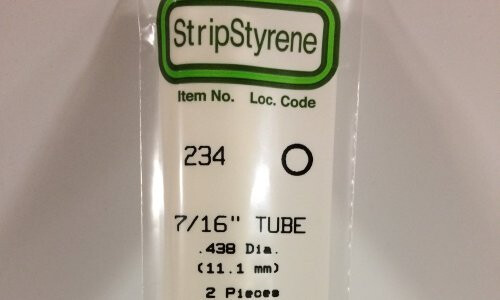 StripStyrene
Item No. Loc. Code
234
7/16" TUBE
.438 Dia.
(11.1 mm)
2 Pieces